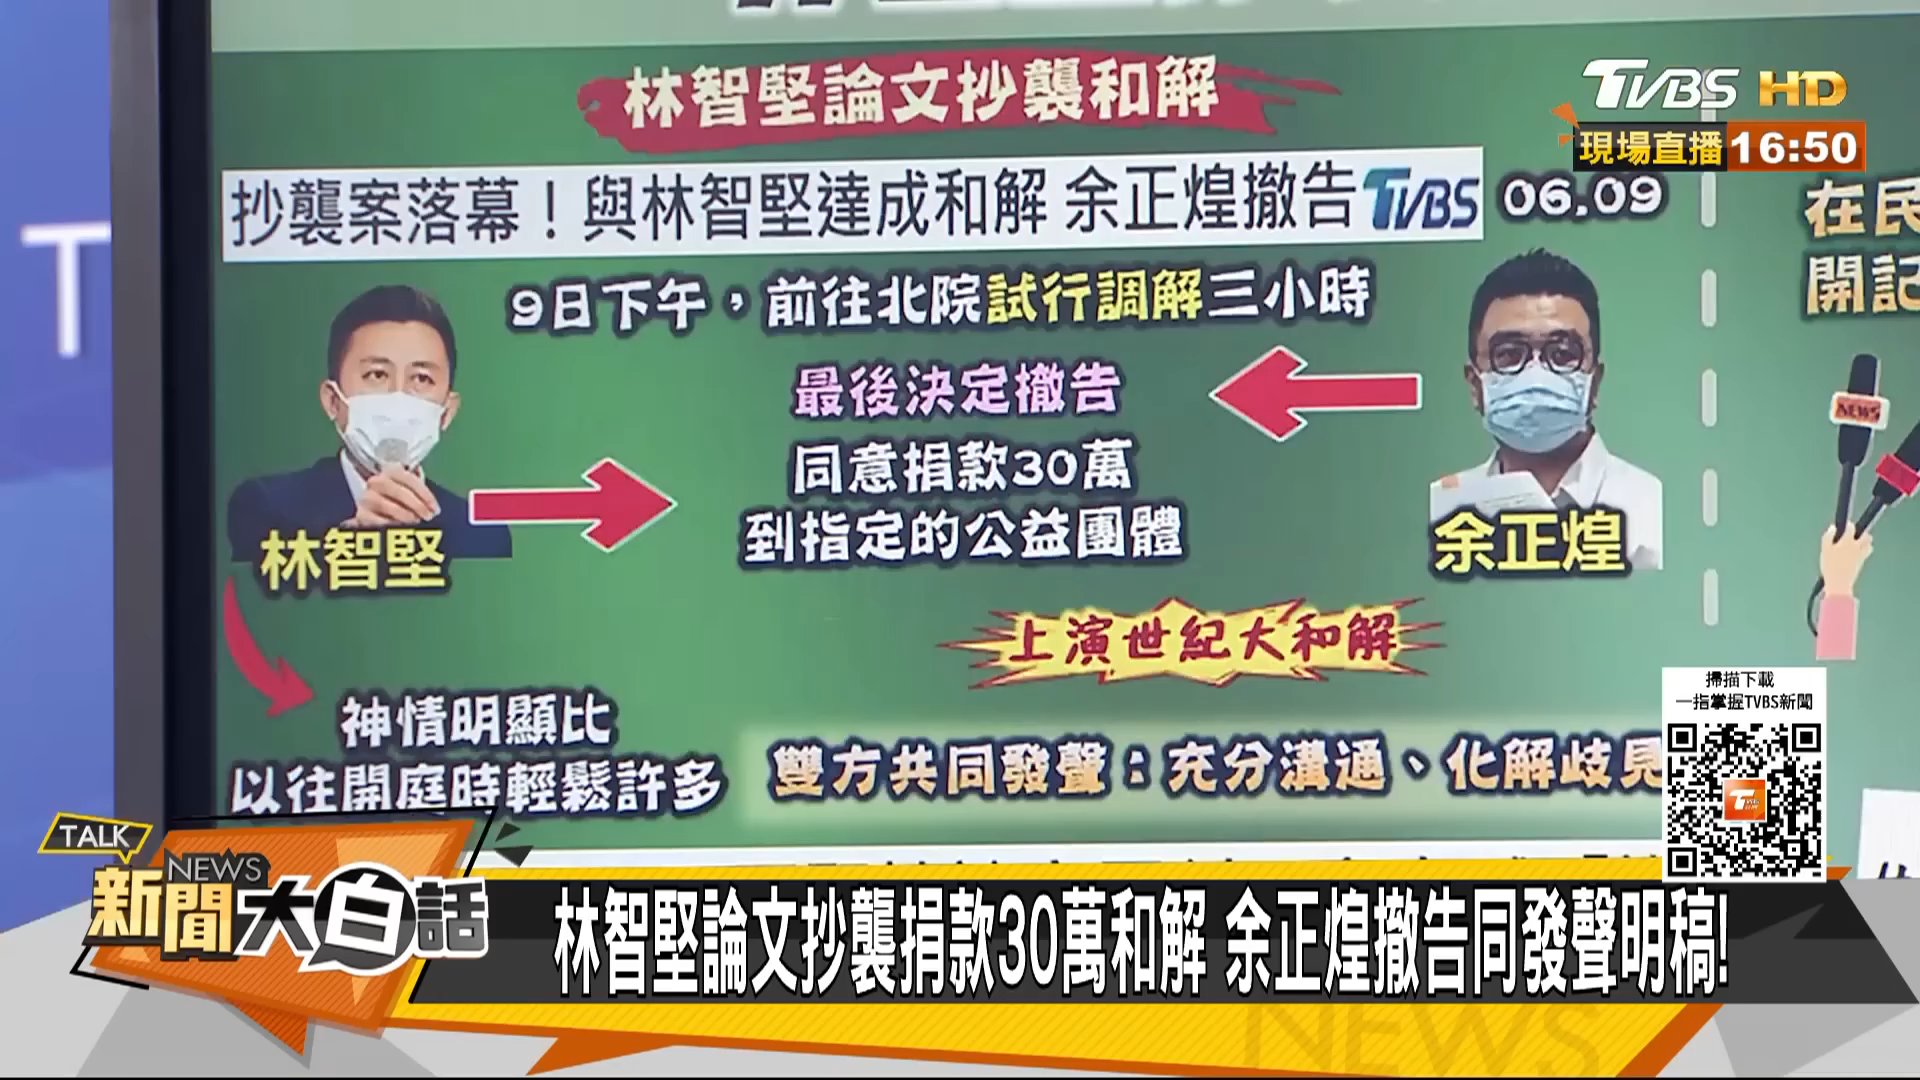 TVBS HD
現場直播 16:50
林智堅論文抄襲和解
抄襲案落幕！與林智堅達成和解 余正煌撤告 TVBS 06.09
在民
開記
9日下午，前往北院試行調解三小時
最後決定撤告
同意捐款30萬
到指定的公益團體
NEWS
林智堅
余正煌
上演世紀大和解
神情明顯比
以往開庭時輕鬆許多
雙方共同發聲：充分溝通、化解歧見
掃描下載
一指掌握TVBS新聞
T
TALK
NEWS
新聞大白話
林智堅論文抄襲捐款30萬和解 余正煌撤告同發聲明稿!
NEWS